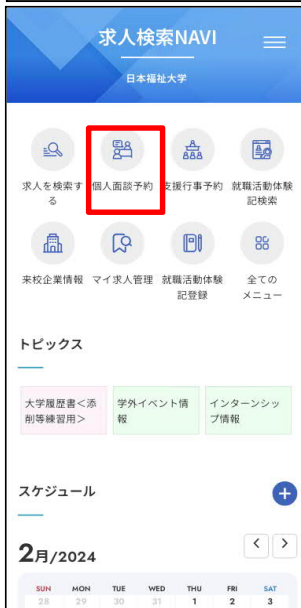 求人検索NAVI
日本福祉大学
求人を検索す
る
個人面談予約
支援行事予約
就職活動体験
記検索
来校企業情報
マイ求人管理
就職活動体験
記登録
全ての
メニュー
トピックス
大学履歴書<添
削等練習用>
学外イベント情
報
インターンシッ
プ情報
スケジュール
2月/2024
SUN MON TUE WED THU FRI SAT
28 29 30 31 1 2 3